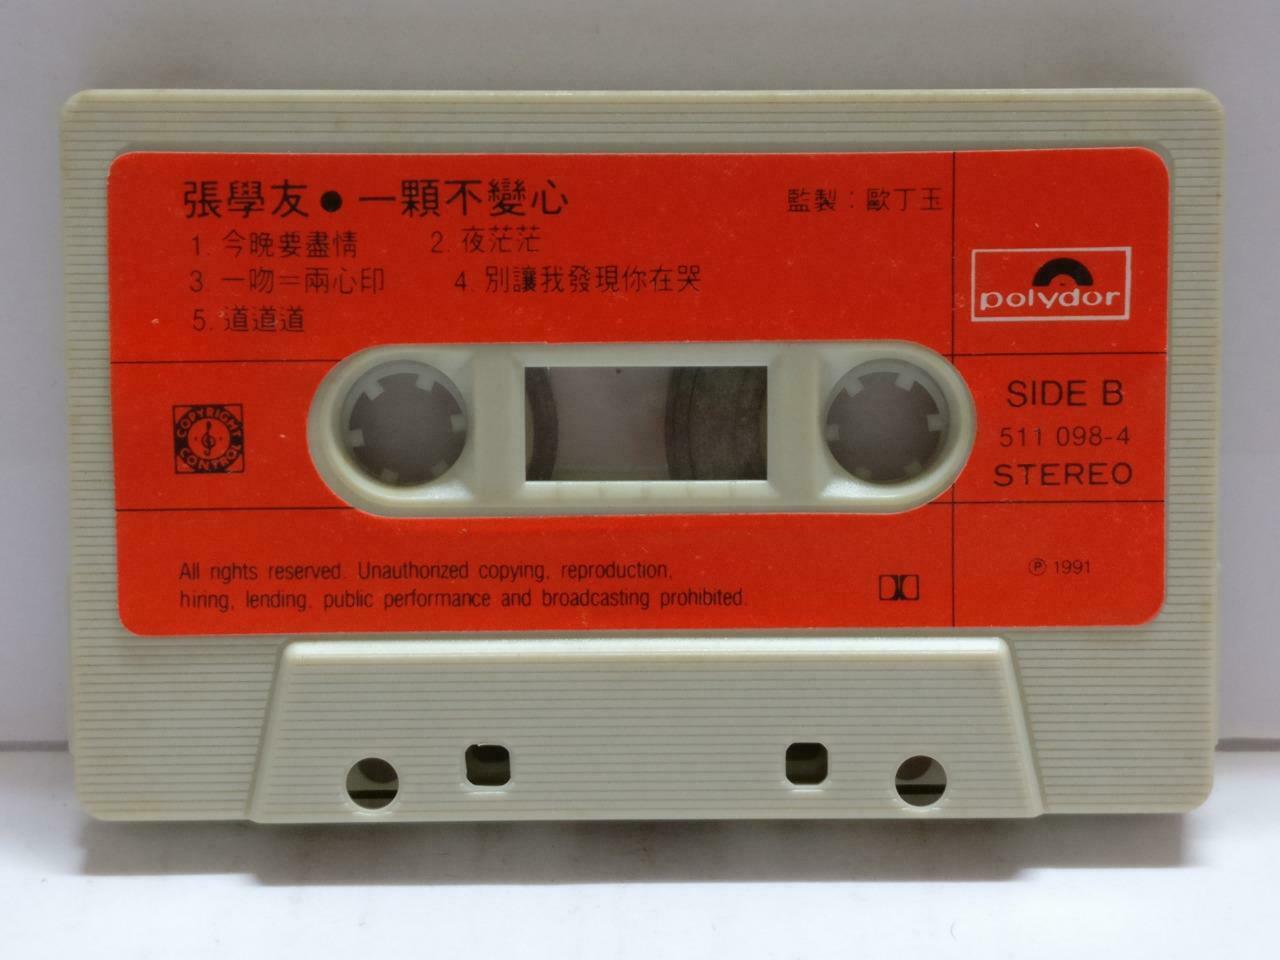 張學友●一顆不變心
監製：歐丁玉
1. 今晚要盡情 2. 夜茫茫
3. 一吻＝兩心印 4. 別讓我發現你在哭
5. 道道道
polydor
COPYRIGHT CONTROL
SIDE B
511 098-4
STEREO
All rights reserved. Unauthorized copying, reproduction,
hiring, lending, public performance and broadcasting prohibited.
℗ 1991